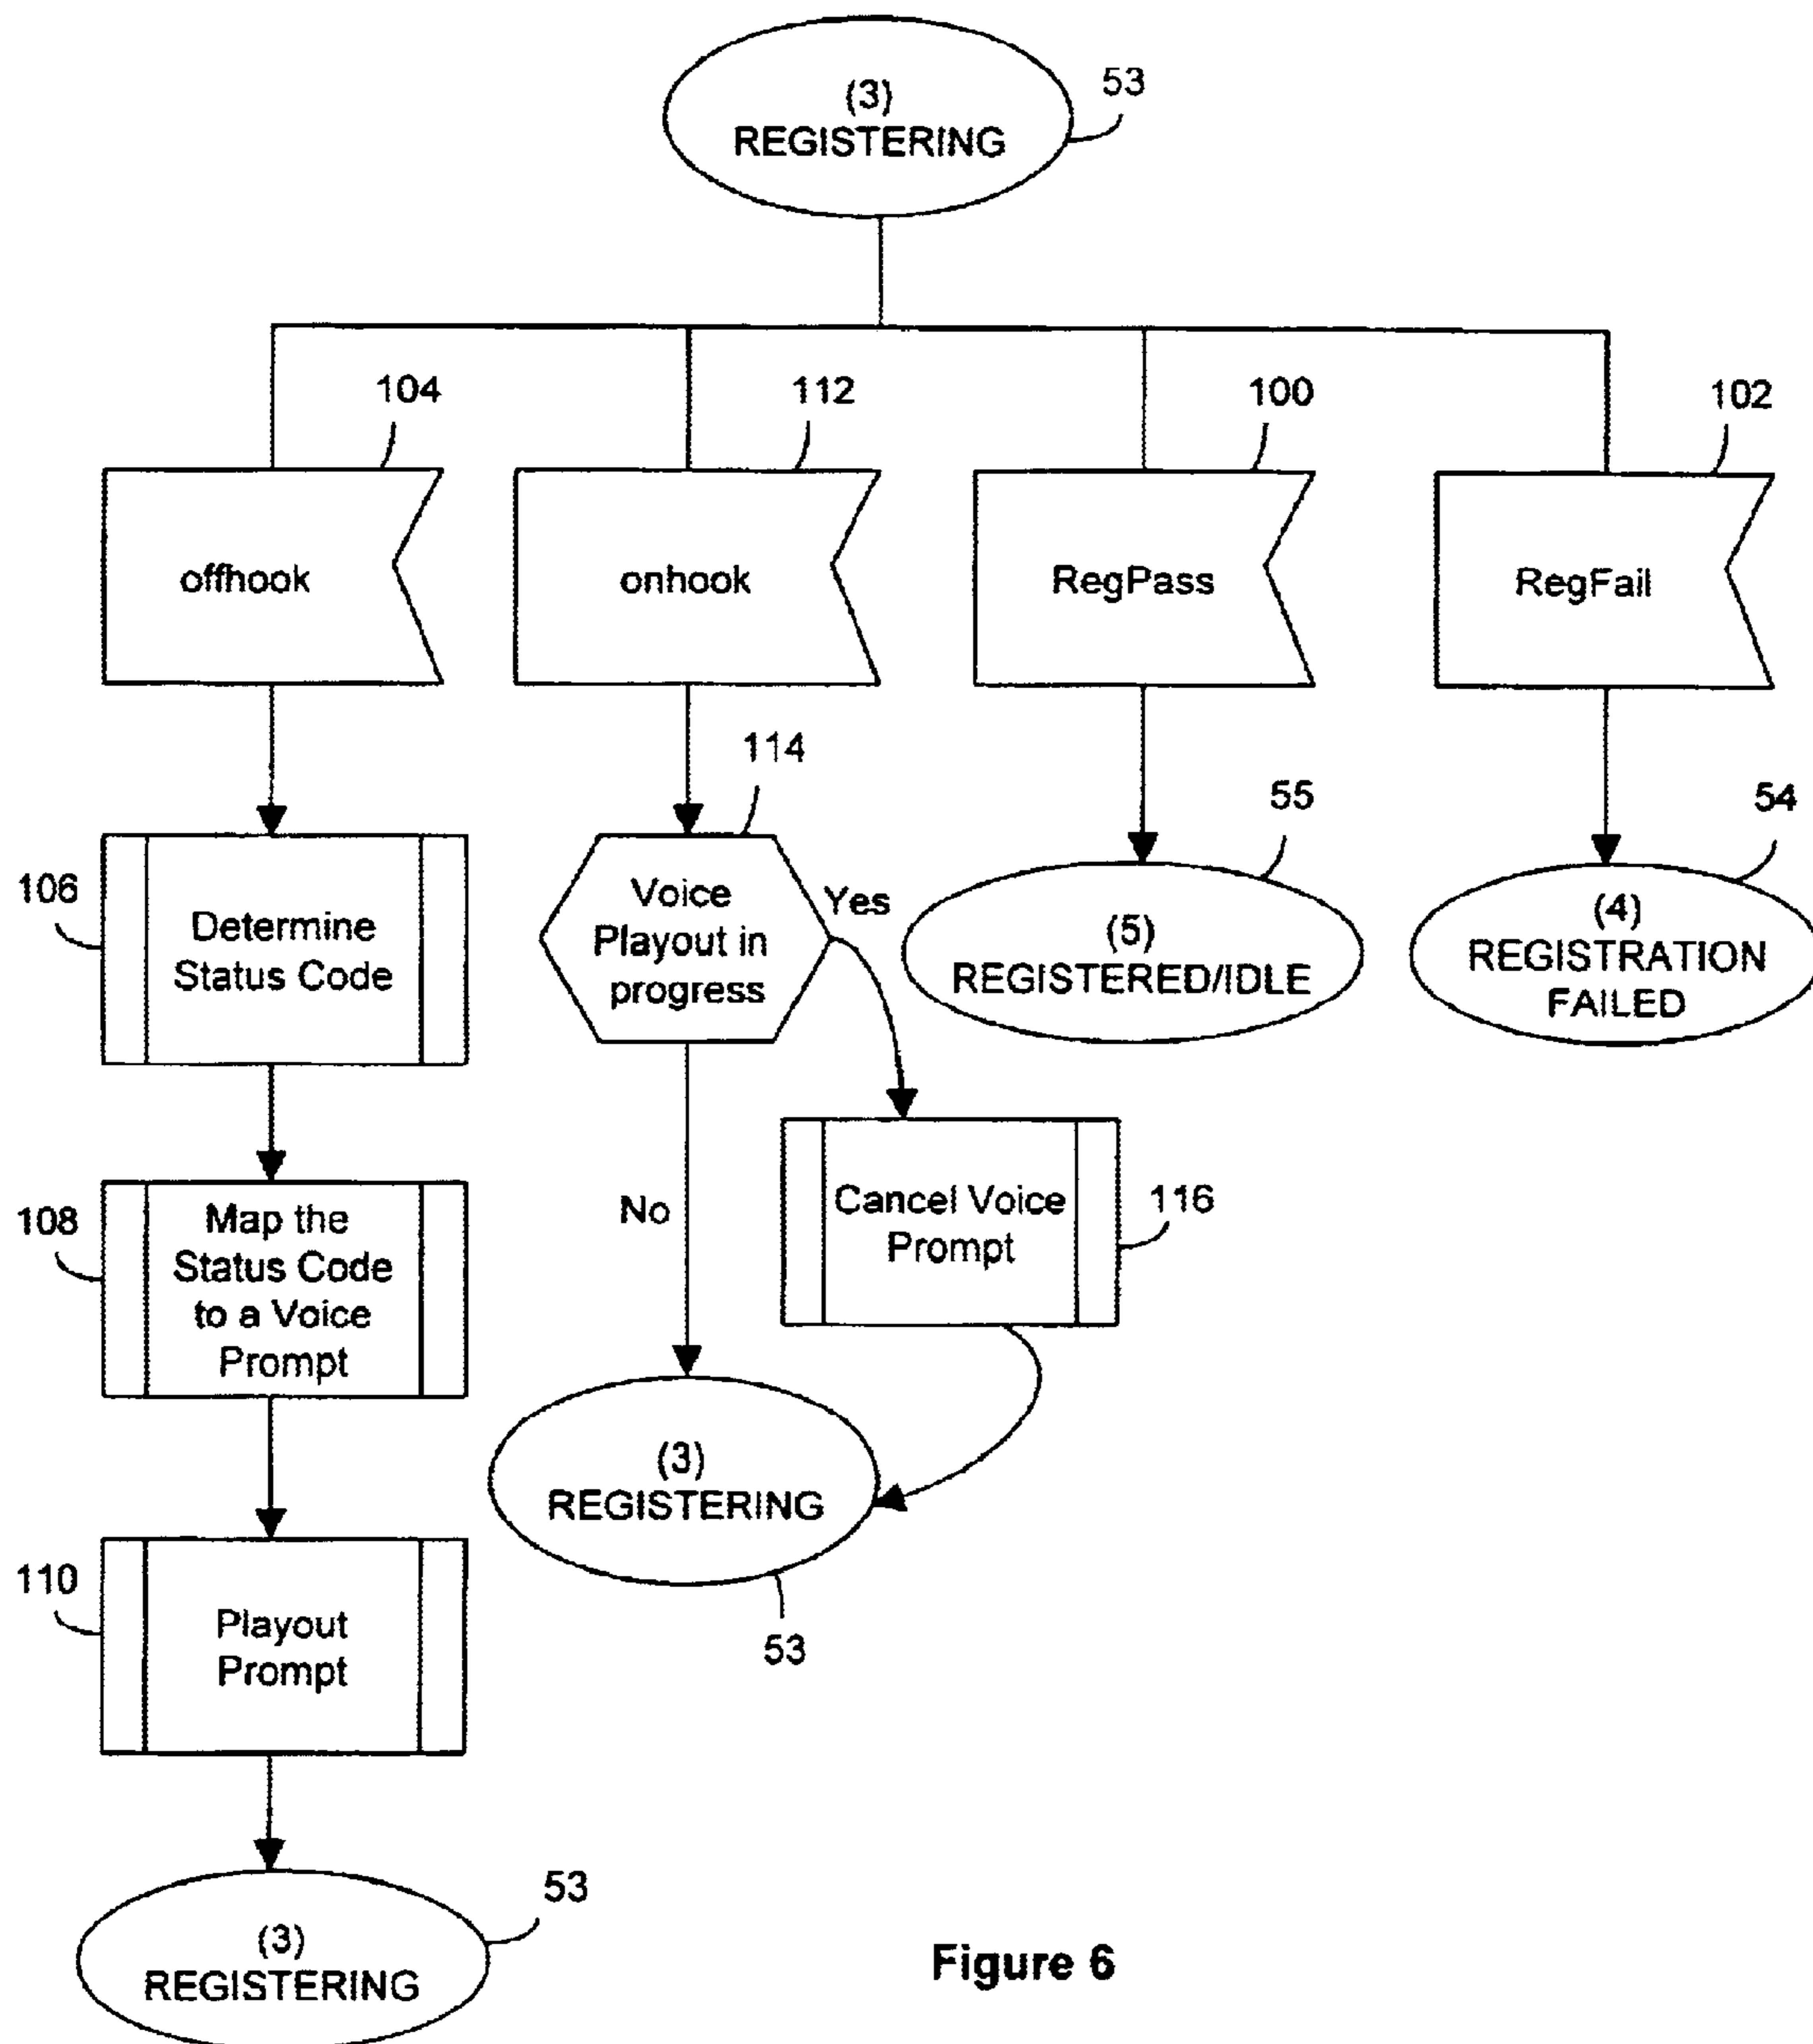 (3)
REGISTERING
53
104
112
100
102
offhook
onhook
RegPass
RegFail
114
55
54
106
Determine
Status Code
Voice
Playout in
progress
Yes
(5)
REGISTERED/IDLE
(4)
REGISTRATION
FAILED
108
Map the
Status Code
to a Voice
Prompt
No
Cancel Voice
Prompt
116
(3)
REGISTERING
53
110
Playout
Prompt
(3)
REGISTERING
53
Figure 6